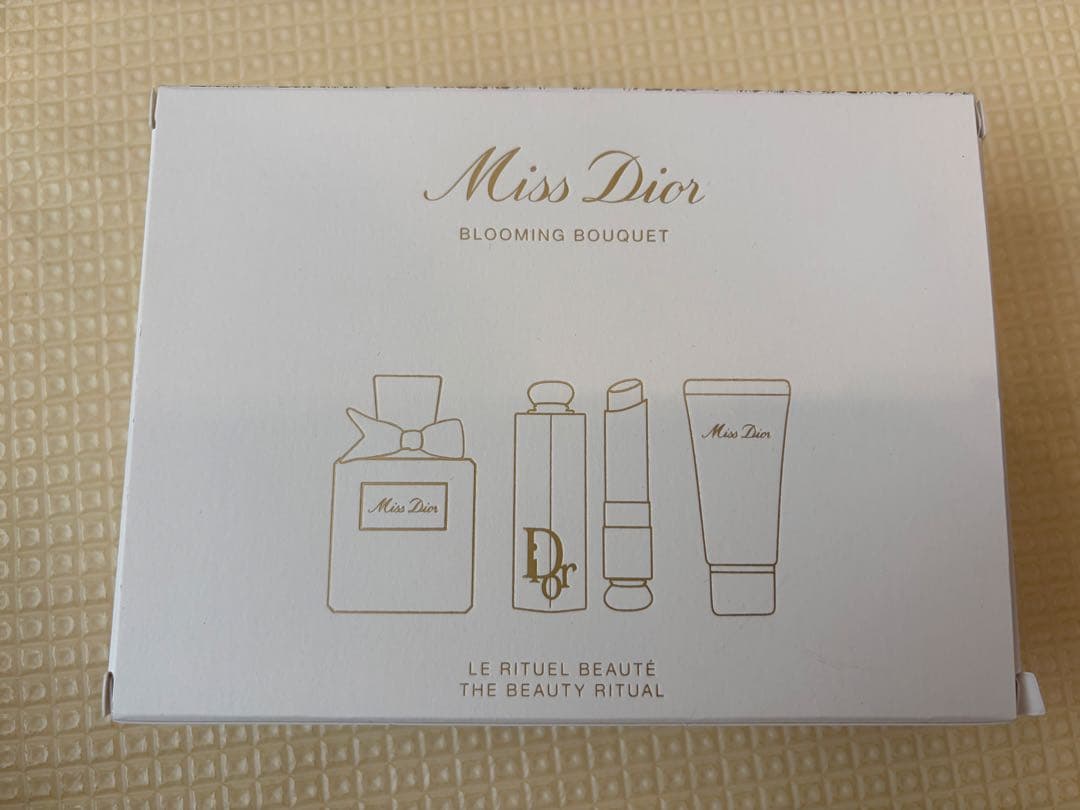 Miss Dior
BLOOMING BOUQUET
Miss Dior
Dior
Miss Dior
LE RITUEL BEAUTÉ
THE BEAUTY RITUAL